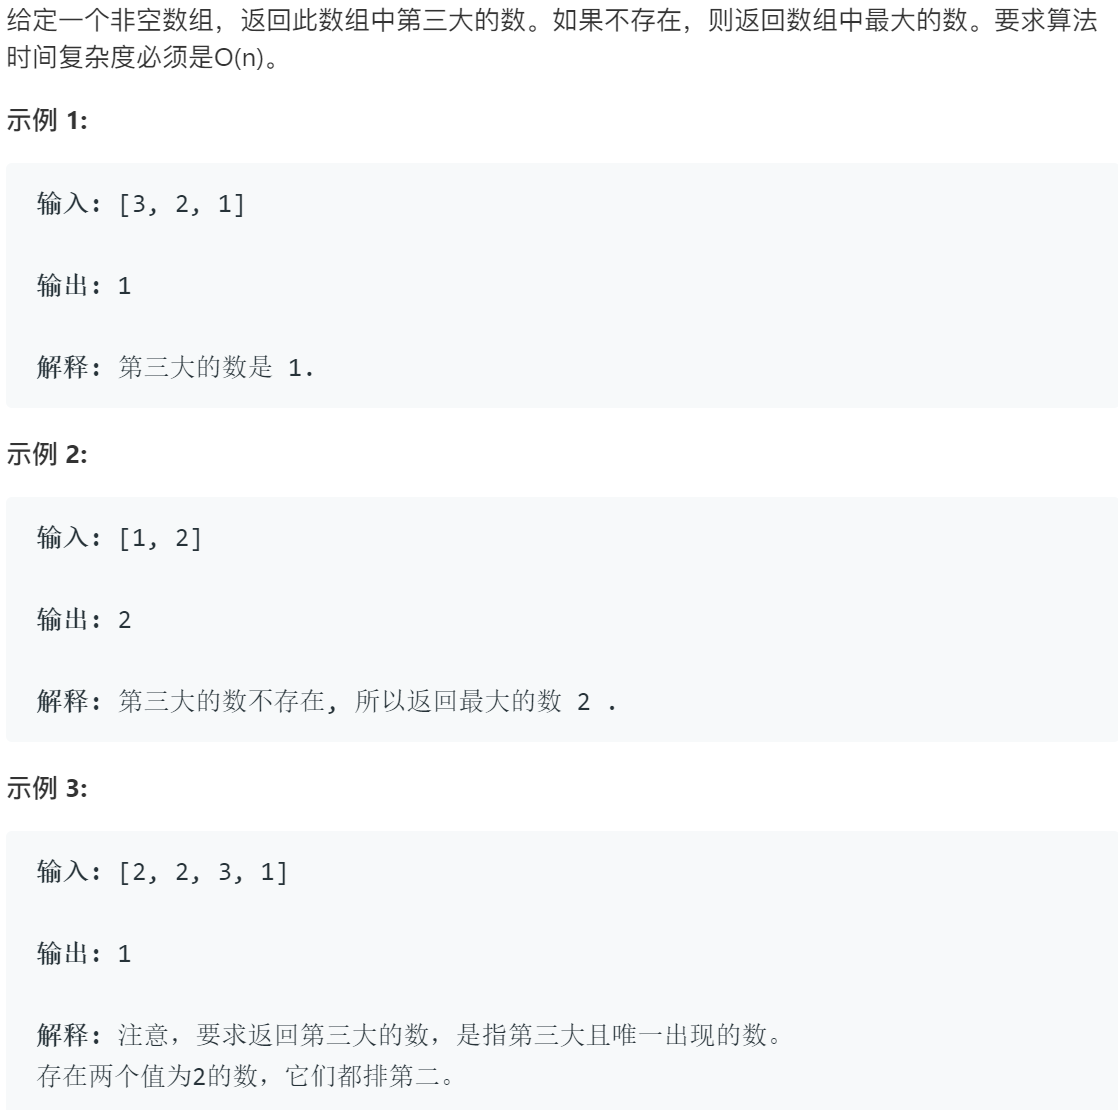 给定一个非空数组，返回此数组中第三大的数。如果不存在，则返回数组中最大的数。要求算法
时间复杂度必须是O(n)。
示例 1:
输入: [3, 2, 1]
输出: 1
解释: 第三大的数是 1.
示例 2:
输入: [1, 2]
输出: 2
解释: 第三大的数不存在, 所以返回最大的数 2 .
示例 3:
输入: [2, 2, 3, 1]
输出: 1
解释: 注意，要求返回第三大的数，是指第三大且唯一出现的数。
存在两个值为2的数，它们都排第二。